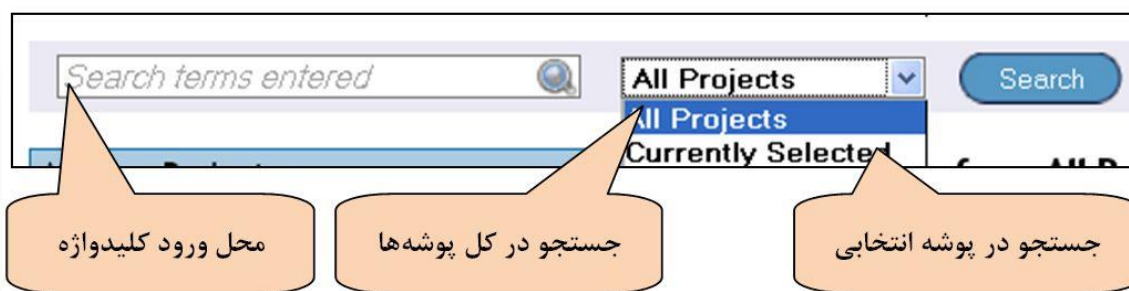 Search terms entered
All Projects
Search
All Projects
Currently Selected
محل ورود کلیدواژه
جستجو در کل پوشه‌ها
جستجو در پوشه انتخابی